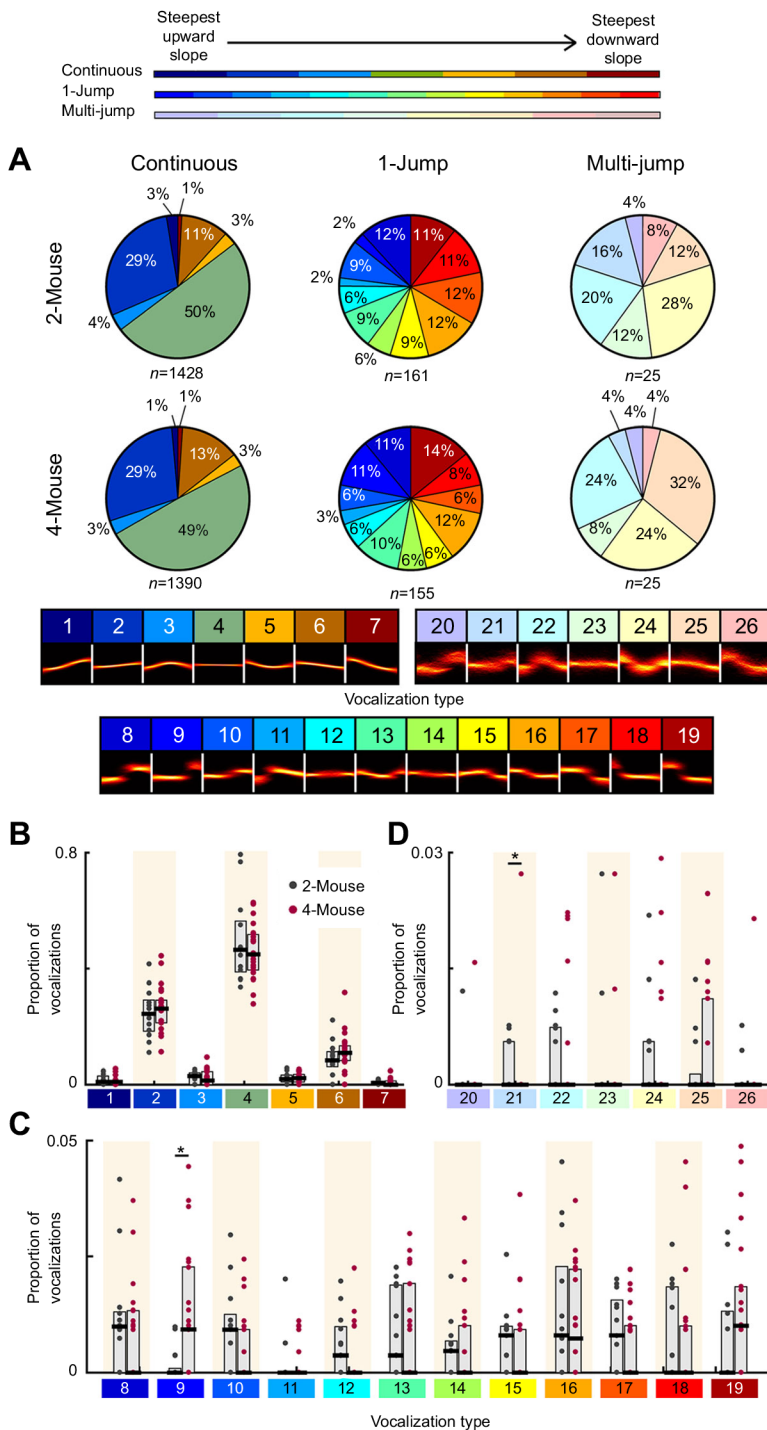 Steepest upward slope
Steepest downward slope
Continuous
1-Jump
Multi-jump
A
Continuous 1-Jump Multi-jump
2-Mouse
3% 1% 11% 3% 50% 4% 29%
n=1428
12% 11% 11% 12% 12% 9% 6% 9% 6% 2% 9% 2%
n=161
4% 8% 12% 28% 12% 20% 16%
n=25
4-Mouse
1% 1% 13% 3% 49% 3% 29%
n=1390
11% 14% 8% 6% 12% 6% 6% 10% 6% 3% 6% 11%
n=155
4% 4% 4% 32% 24% 8% 24%
n=25
1 2 3 4 5 6 7
20 21 22 23 24 25 26
Vocalization type
8 9 10 11 12 13 14 15 16 17 18 19
B
Proportion of vocalizations
0.8
0
2-Mouse
4-Mouse
1 2 3 4 5 6 7
D
Proportion of vocalizations
0.03
0
*
20 21 22 23 24 25 26
C
Proportion of vocalizations
0.05
0
*
8 9 10 11 12 13 14 15 16 17 18 19
Vocalization type